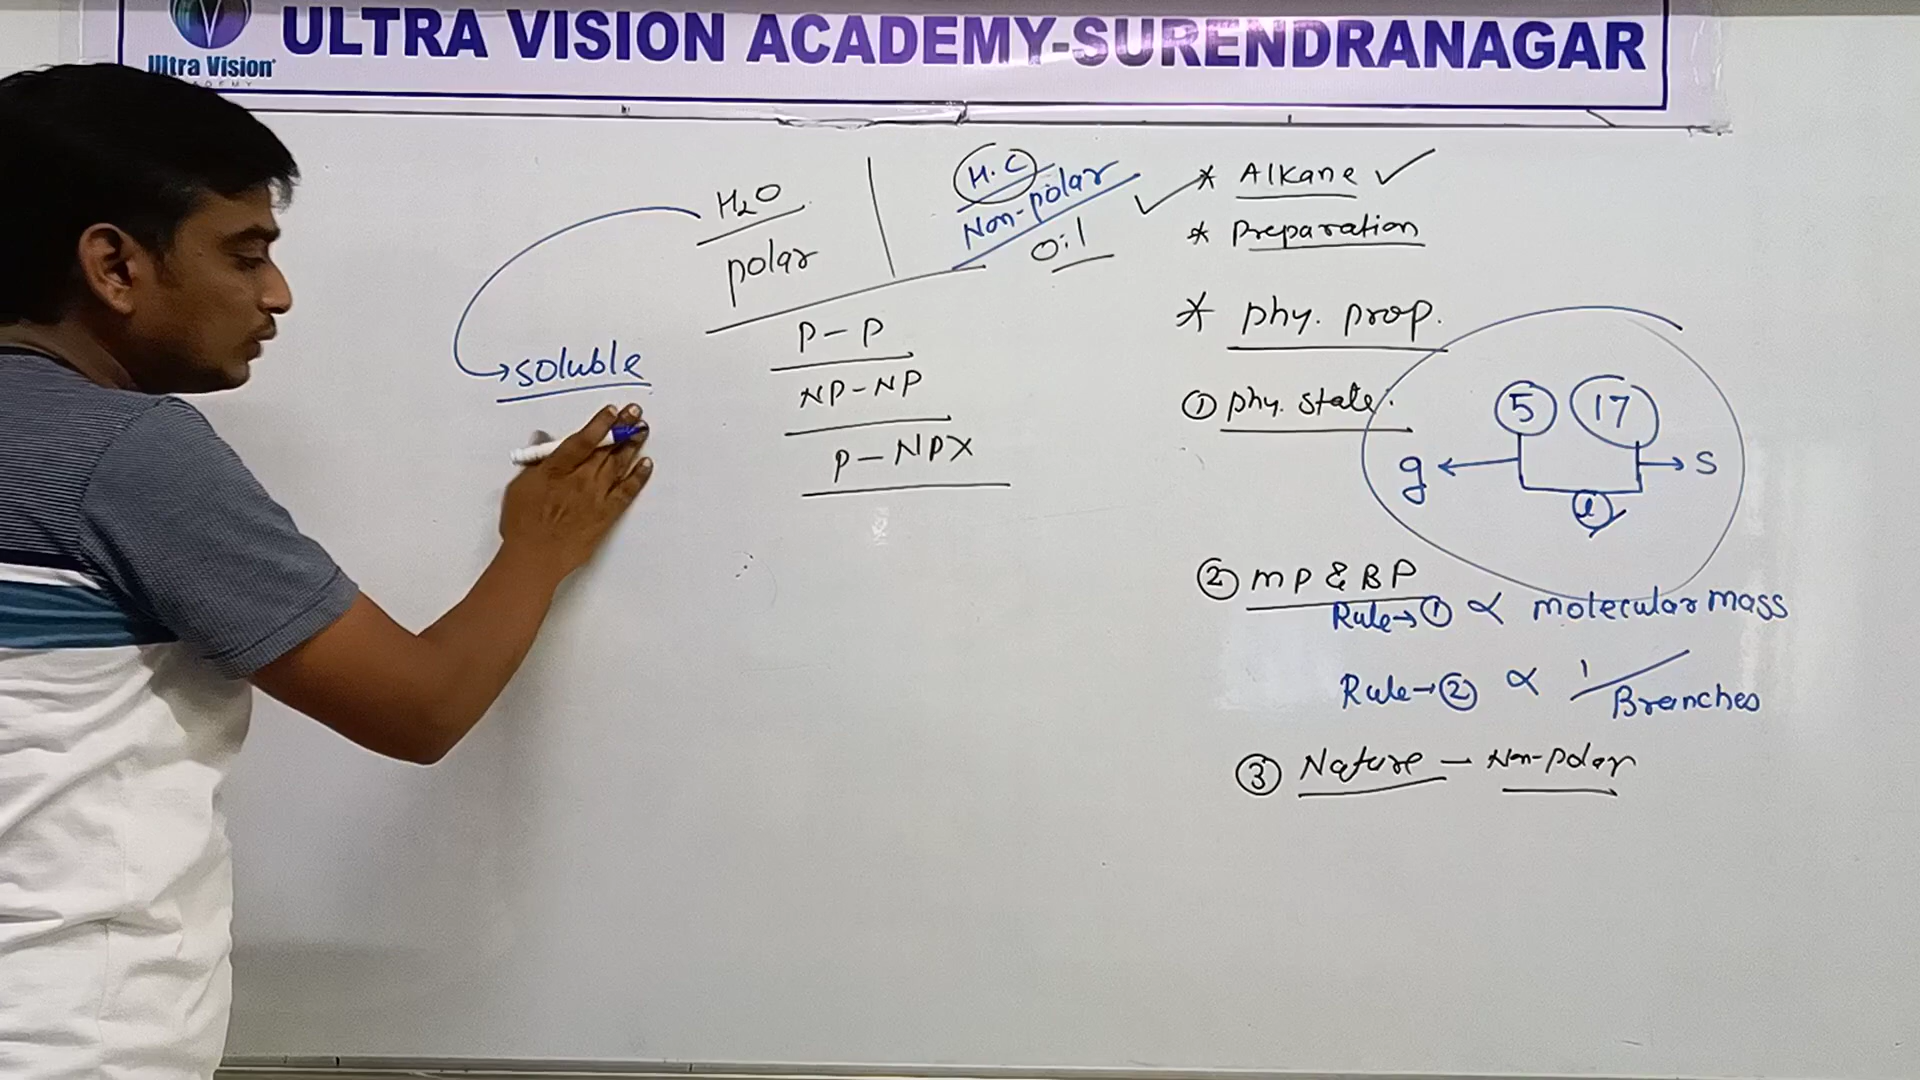 ULTRA VISION ACADEMY-SURENDRANAGAR
Ultra Vision
H2O
polar
H.C
Non-polar
Oil
soluble
P - P
NP - NP
P - NP X
* Alkane ✓
* Preparation
* phy. prop.
① phy. state:
5 17
g s
l
② MP & BP
Rule→① ∝ molecular mass
Rule→② ∝ 1/Branches
③ Nature - Non-polar